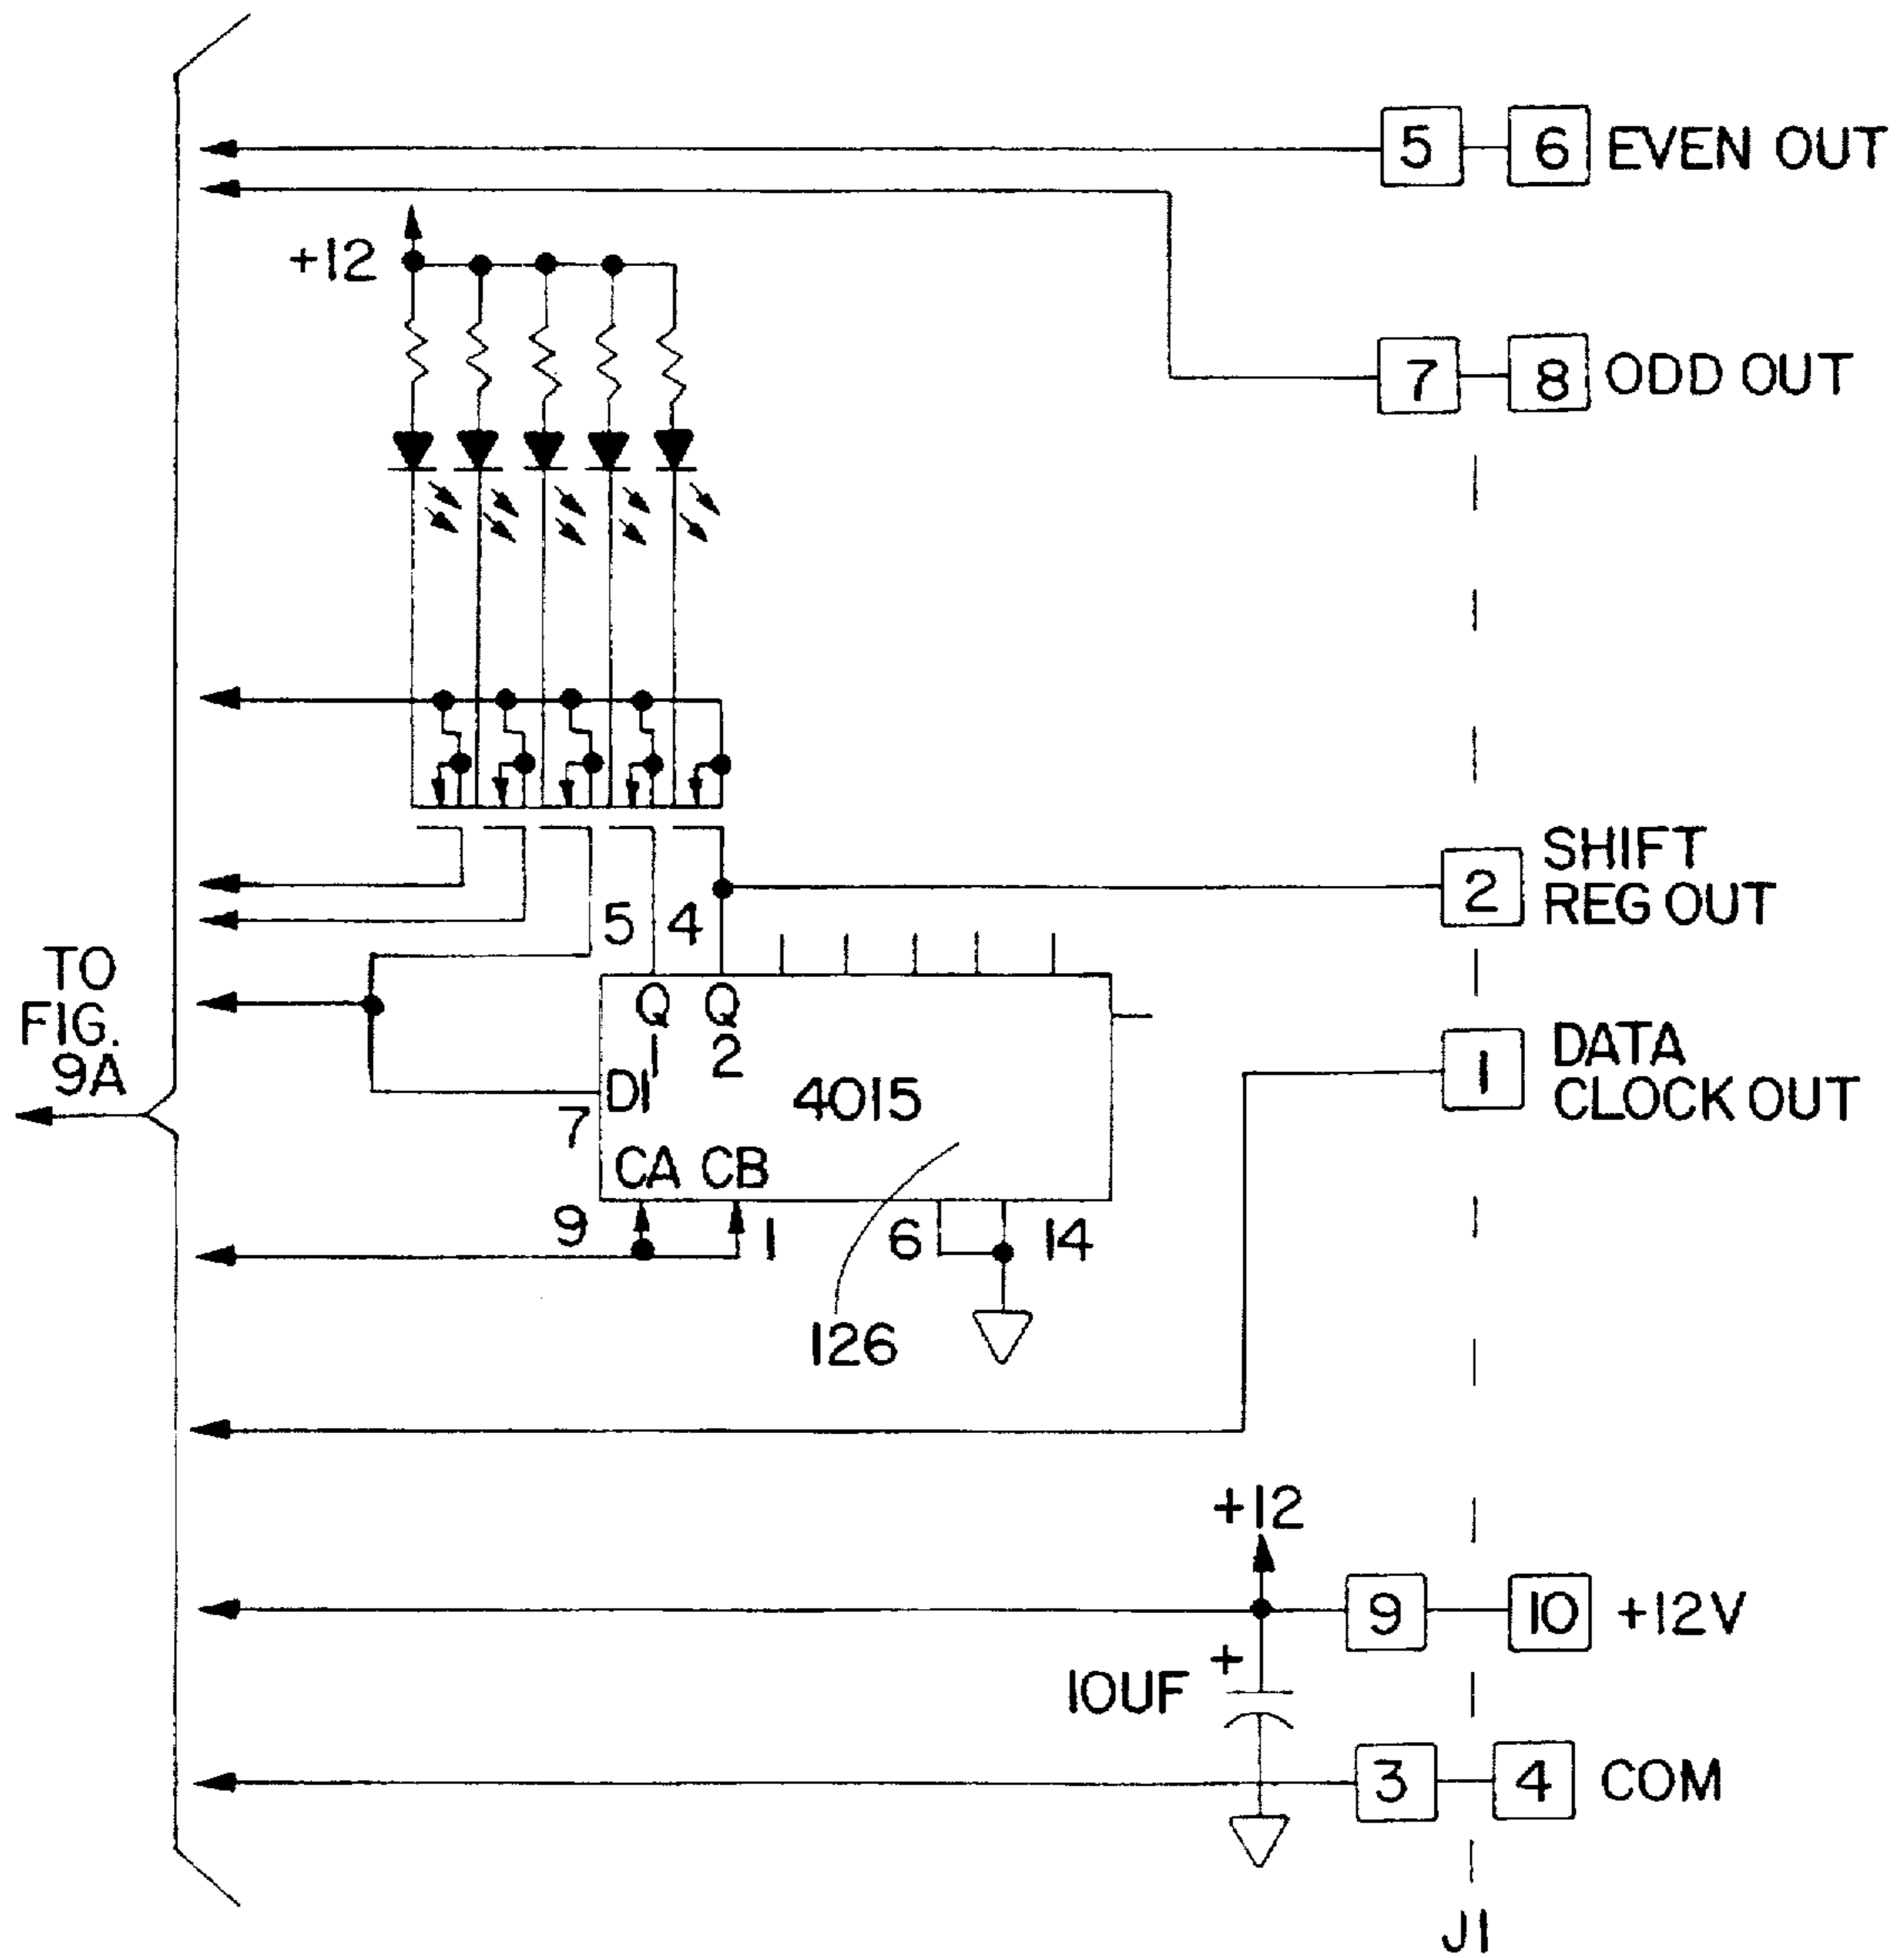 5 6 EVEN OUT
+12
7 8 ODD OUT
2 SHIFT
REG OUT
5 4
TO
FIG.
9A
Q Q
1 2
1 DATA
CLOCK OUT
DI
7
4015
CA CB
9 1 6 14
126
+12
9 10 +12V
+
10UF
3 4 COM
J1